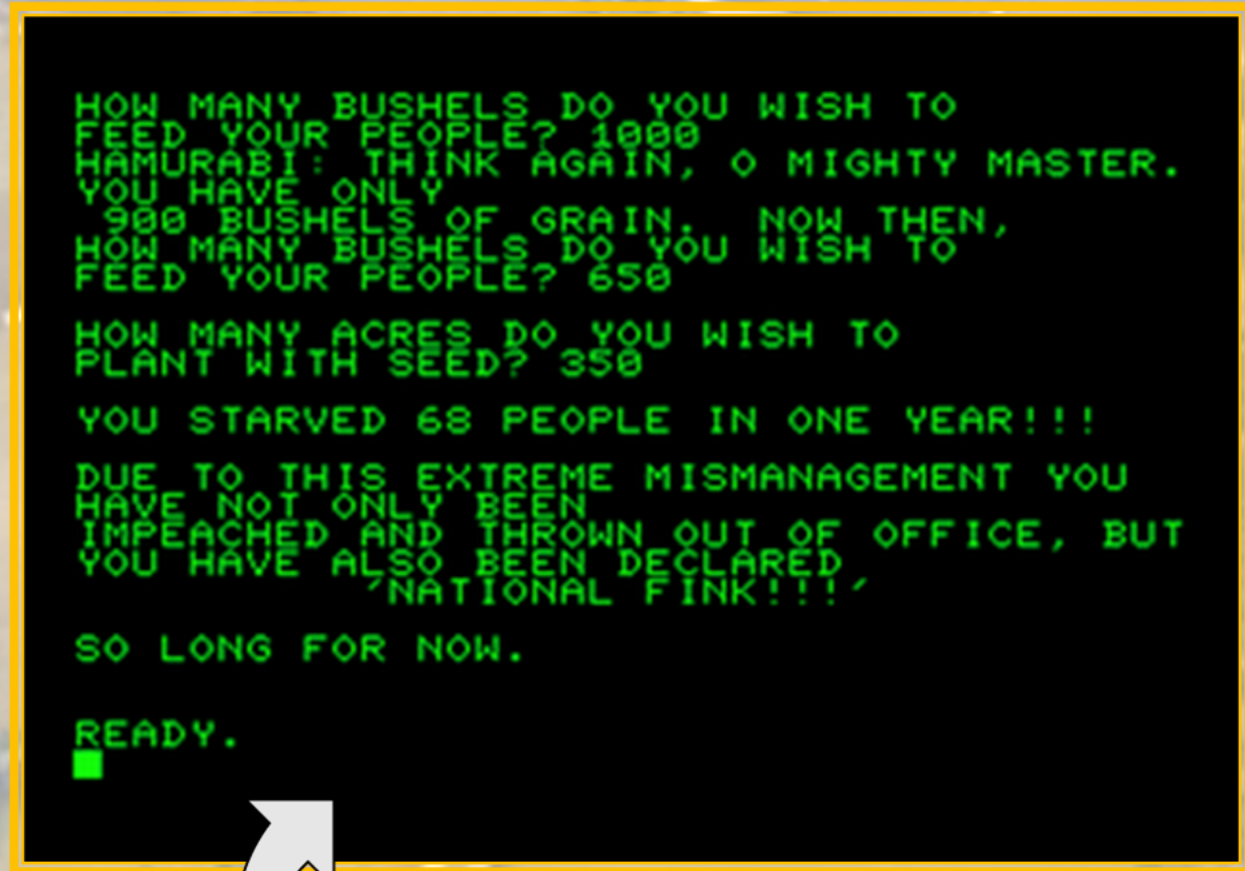 HOW MANY BUSHELS DO YOU WISH TO
FEED YOUR PEOPLE? 1000
HAMURABI: THINK AGAIN, O MIGHTY MASTER.
YOU HAVE ONLY
 900 BUSHELS OF GRAIN.  NOW THEN,
HOW MANY BUSHELS DO YOU WISH TO
FEED YOUR PEOPLE? 650
HOW MANY ACRES DO YOU WISH TO
PLANT WITH SEED? 350
YOU STARVED 68 PEOPLE IN ONE YEAR!!!
DUE TO THIS EXTREME MISMANAGEMENT YOU
HAVE NOT ONLY BEEN
IMPEACHED AND THROWN OUT OF OFFICE, BUT
YOU HAVE ALSO BEEN DECLARED
'NATIONAL FINK!!!'
SO LONG FOR NOW.
READY.